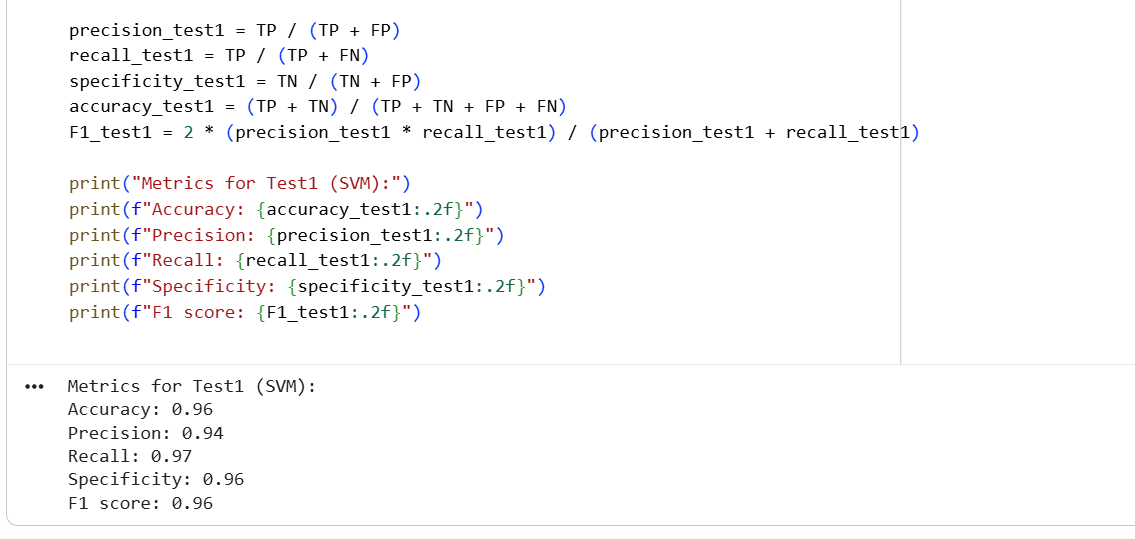 precision_test1 = TP / (TP + FP)
recall_test1 = TP / (TP + FN)
specificity_test1 = TN / (TN + FP)
accuracy_test1 = (TP + TN) / (TP + TN + FP + FN)
F1_test1 = 2 * (precision_test1 * recall_test1) / (precision_test1 + recall_test1)
print("Metrics for Test1 (SVM):")
print(f"Accuracy: {accuracy_test1:.2f}")
print(f"Precision: {precision_test1:.2f}")
print(f"Recall: {recall_test1:.2f}")
print(f"Specificity: {specificity_test1:.2f}")
print(f"F1 score: {F1_test1:.2f}")
••• Metrics for Test1 (SVM):
Accuracy: 0.96
Precision: 0.94
Recall: 0.97
Specificity: 0.96
F1 score: 0.96